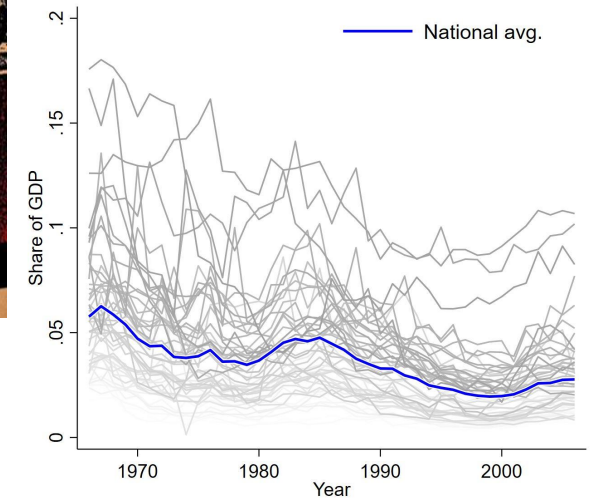 National avg.
Share of GDP
.2
.15
.1
.05
0
1970 1980 1990 2000
Year